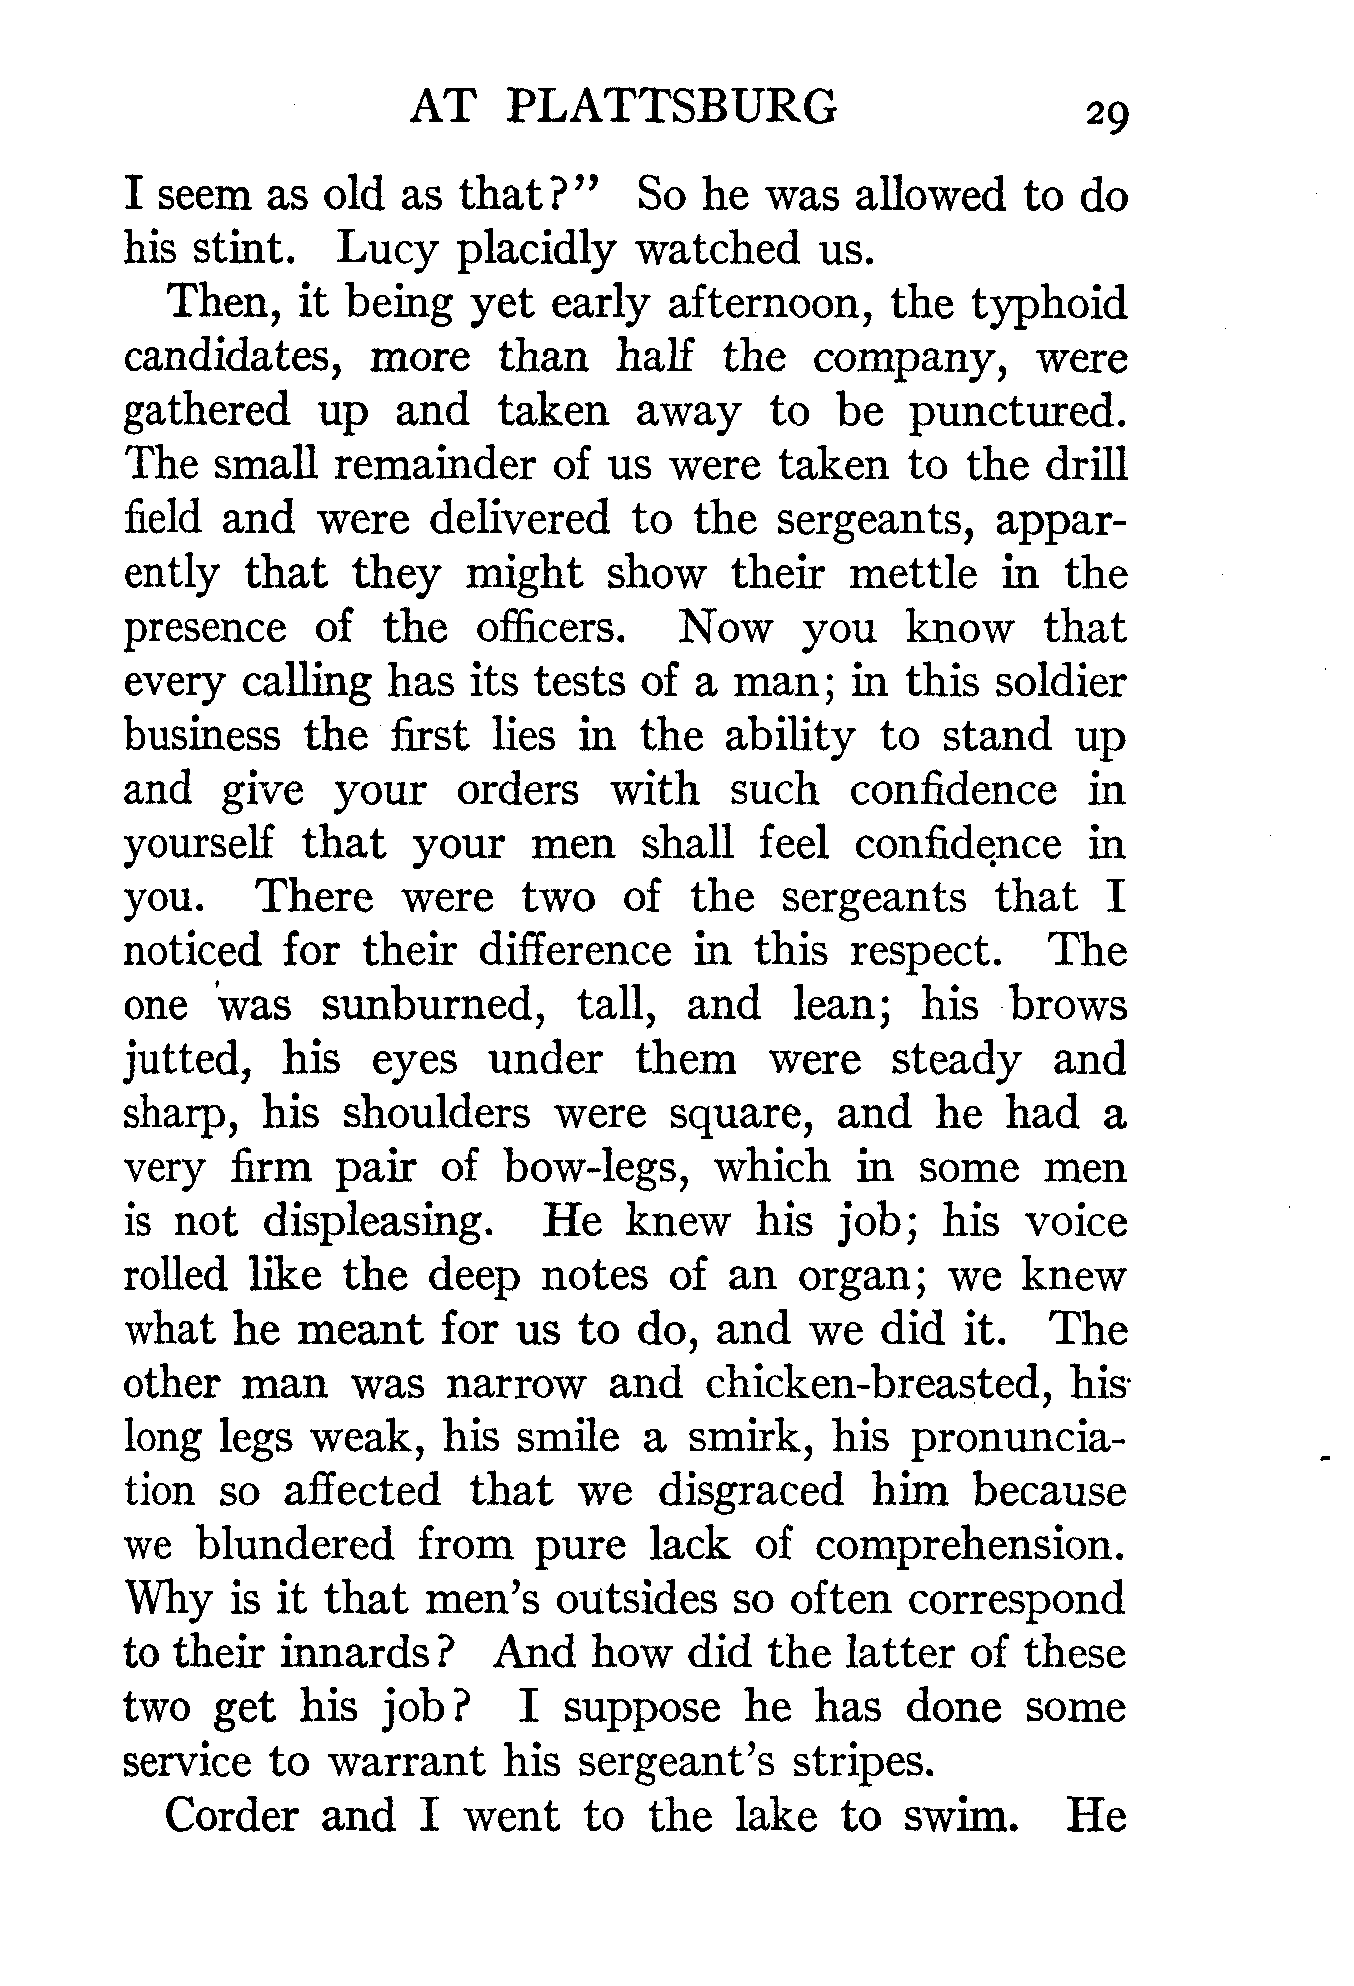 AT PLATTSBURG 29
I seem as old as that?” So he was allowed to do
his stint. Lucy placidly watched us.
Then, it being yet early afternoon, the typhoid
candidates, more than half the company, were
gathered up and taken away to be punctured.
The small remainder of us were taken to the drill
field and were delivered to the sergeants, appar-
ently that they might show their mettle in the
presence of the officers. Now you know that
every calling has its tests of a man; in this soldier
business the first lies in the ability to stand up
and give your orders with such confidence in
yourself that your men shall feel confidence in
you. There were two of the sergeants that I
noticed for their difference in this respect. The
one was sunburned, tall, and lean; his brows
jutted, his eyes under them were steady and
sharp, his shoulders were square, and he had a
very firm pair of bow-legs, which in some men
is not displeasing. He knew his job; his voice
rolled like the deep notes of an organ; we knew
what he meant for us to do, and we did it. The
other man was narrow and chicken-breasted, his
long legs weak, his smile a smirk, his pronuncia-
tion so affected that we disgraced him because
we blundered from pure lack of comprehension.
Why is it that men’s outsides so often correspond
to their innards? And how did the latter of these
two get his job? I suppose he has done some
service to warrant his sergeant’s stripes.
Corder and I went to the lake to swim. He